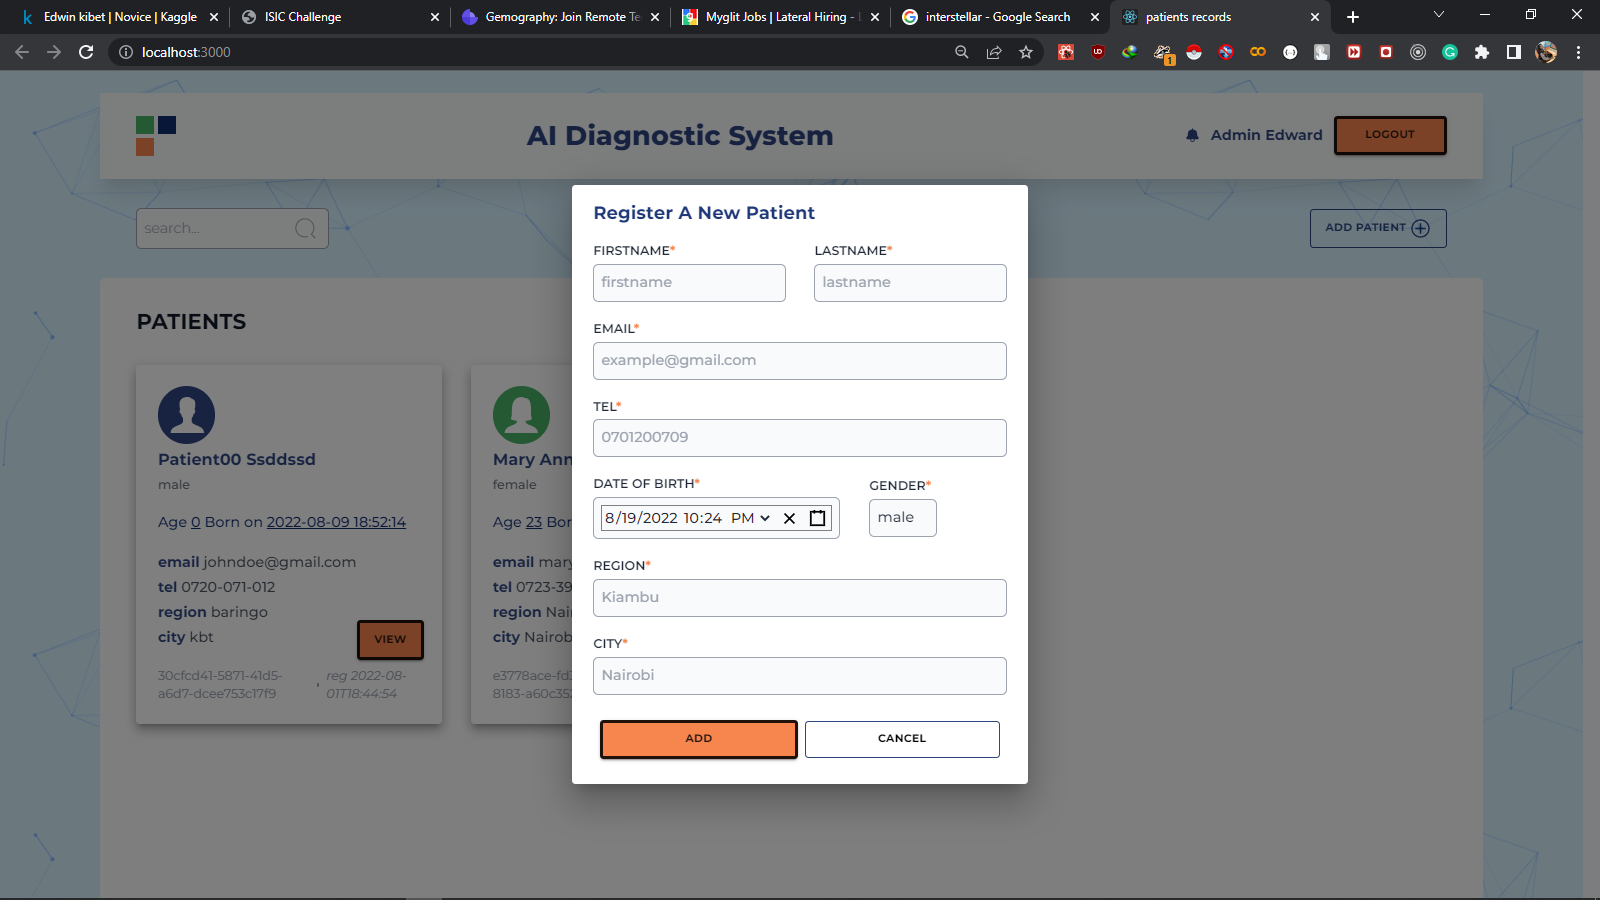 Edwin kibet | Novice | Kaggle
ISIC Challenge
Gemography: Join Remote Te
Myglit Jobs | Lateral Hiring -
interstellar - Google Search
patients records
localhost:3000
1
AI Diagnostic System
Admin Edward
LOGOUT
search...
ADD PATIENT
PATIENTS
Patient00 Ssddssd
male
Age 0 Born on 2022-08-09 18:52:14
email johndoe@gmail.com
tel 0720-071-012
region baringo
city kbt
VIEW
30cfcd41-5871-41d5-
a6d7-dcee753c17f9
,
reg 2022-08-
01T18:44:54
Mary Ann
female
Age 23 Bor
email mary
tel 0723-39
region Nai
city Nairob
e3778ace-fd
8183-a60c35
Register A New Patient
FIRSTNAME*
LASTNAME*
firstname
lastname
EMAIL*
example@gmail.com
TEL*
0701200709
DATE OF BIRTH*
GENDER*
8/19/2022 10:24 PM
male
REGION*
Kiambu
CITY*
Nairobi
ADD
CANCEL